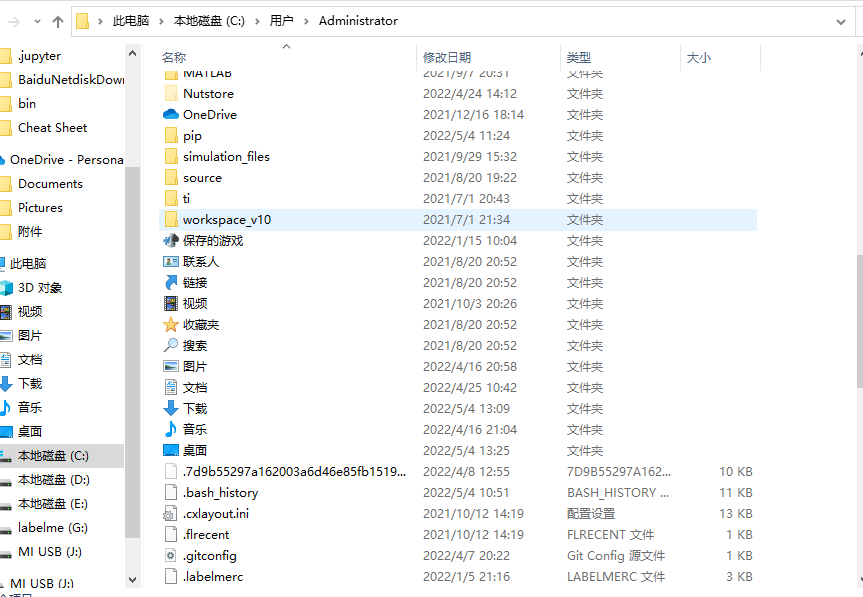 此电脑 > 本地磁盘 (C:) > 用户 > Administrator
名称 修改日期 类型 大小
.jupyter
BaiduNetdiskDown
bin
Cheat Sheet
OneDrive - Persona
Documents
Pictures
附件
此电脑
3D 对象
视频
图片
文档
下载
音乐
桌面
本地磁盘 (C:)
本地磁盘 (D:)
本地磁盘 (E:)
labelme (G:)
MI USB (J:)
MI USB (J:)
MATLAB 2021/9/7 20:31 文件夹
Nutstore 2022/4/24 14:12 文件夹
OneDrive 2021/12/16 18:14 文件夹
pip 2022/5/4 11:24 文件夹
simulation_files 2021/9/29 15:32 文件夹
source 2021/8/20 19:22 文件夹
ti 2021/7/1 20:43 文件夹
workspace_v10 2021/7/1 21:34 文件夹
保存的游戏 2022/1/15 10:04 文件夹
联系人 2021/8/20 20:52 文件夹
链接 2021/8/20 20:52 文件夹
视频 2021/10/3 20:26 文件夹
收藏夹 2021/8/20 20:52 文件夹
搜索 2021/8/20 20:52 文件夹
图片 2022/4/16 20:58 文件夹
文档 2022/4/25 10:42 文件夹
下载 2022/5/4 13:09 文件夹
音乐 2022/4/16 21:04 文件夹
桌面 2022/5/4 13:25 文件夹
.7d9b55297a162003a6d46e85fb1519... 2022/4/8 12:55 7D9B55297A162... 10 KB
.bash_history 2022/5/4 10:51 BASH_HISTORY ... 11 KB
.cxlayout.ini 2021/10/12 14:19 配置设置 13 KB
.flrecent 2021/10/12 14:19 FLRECENT 文件 1 KB
.gitconfig 2022/4/7 20:22 Git Config 源文件 1 KB
.labelmerc 2022/1/5 21:16 LABELMERC 文件 3 KB